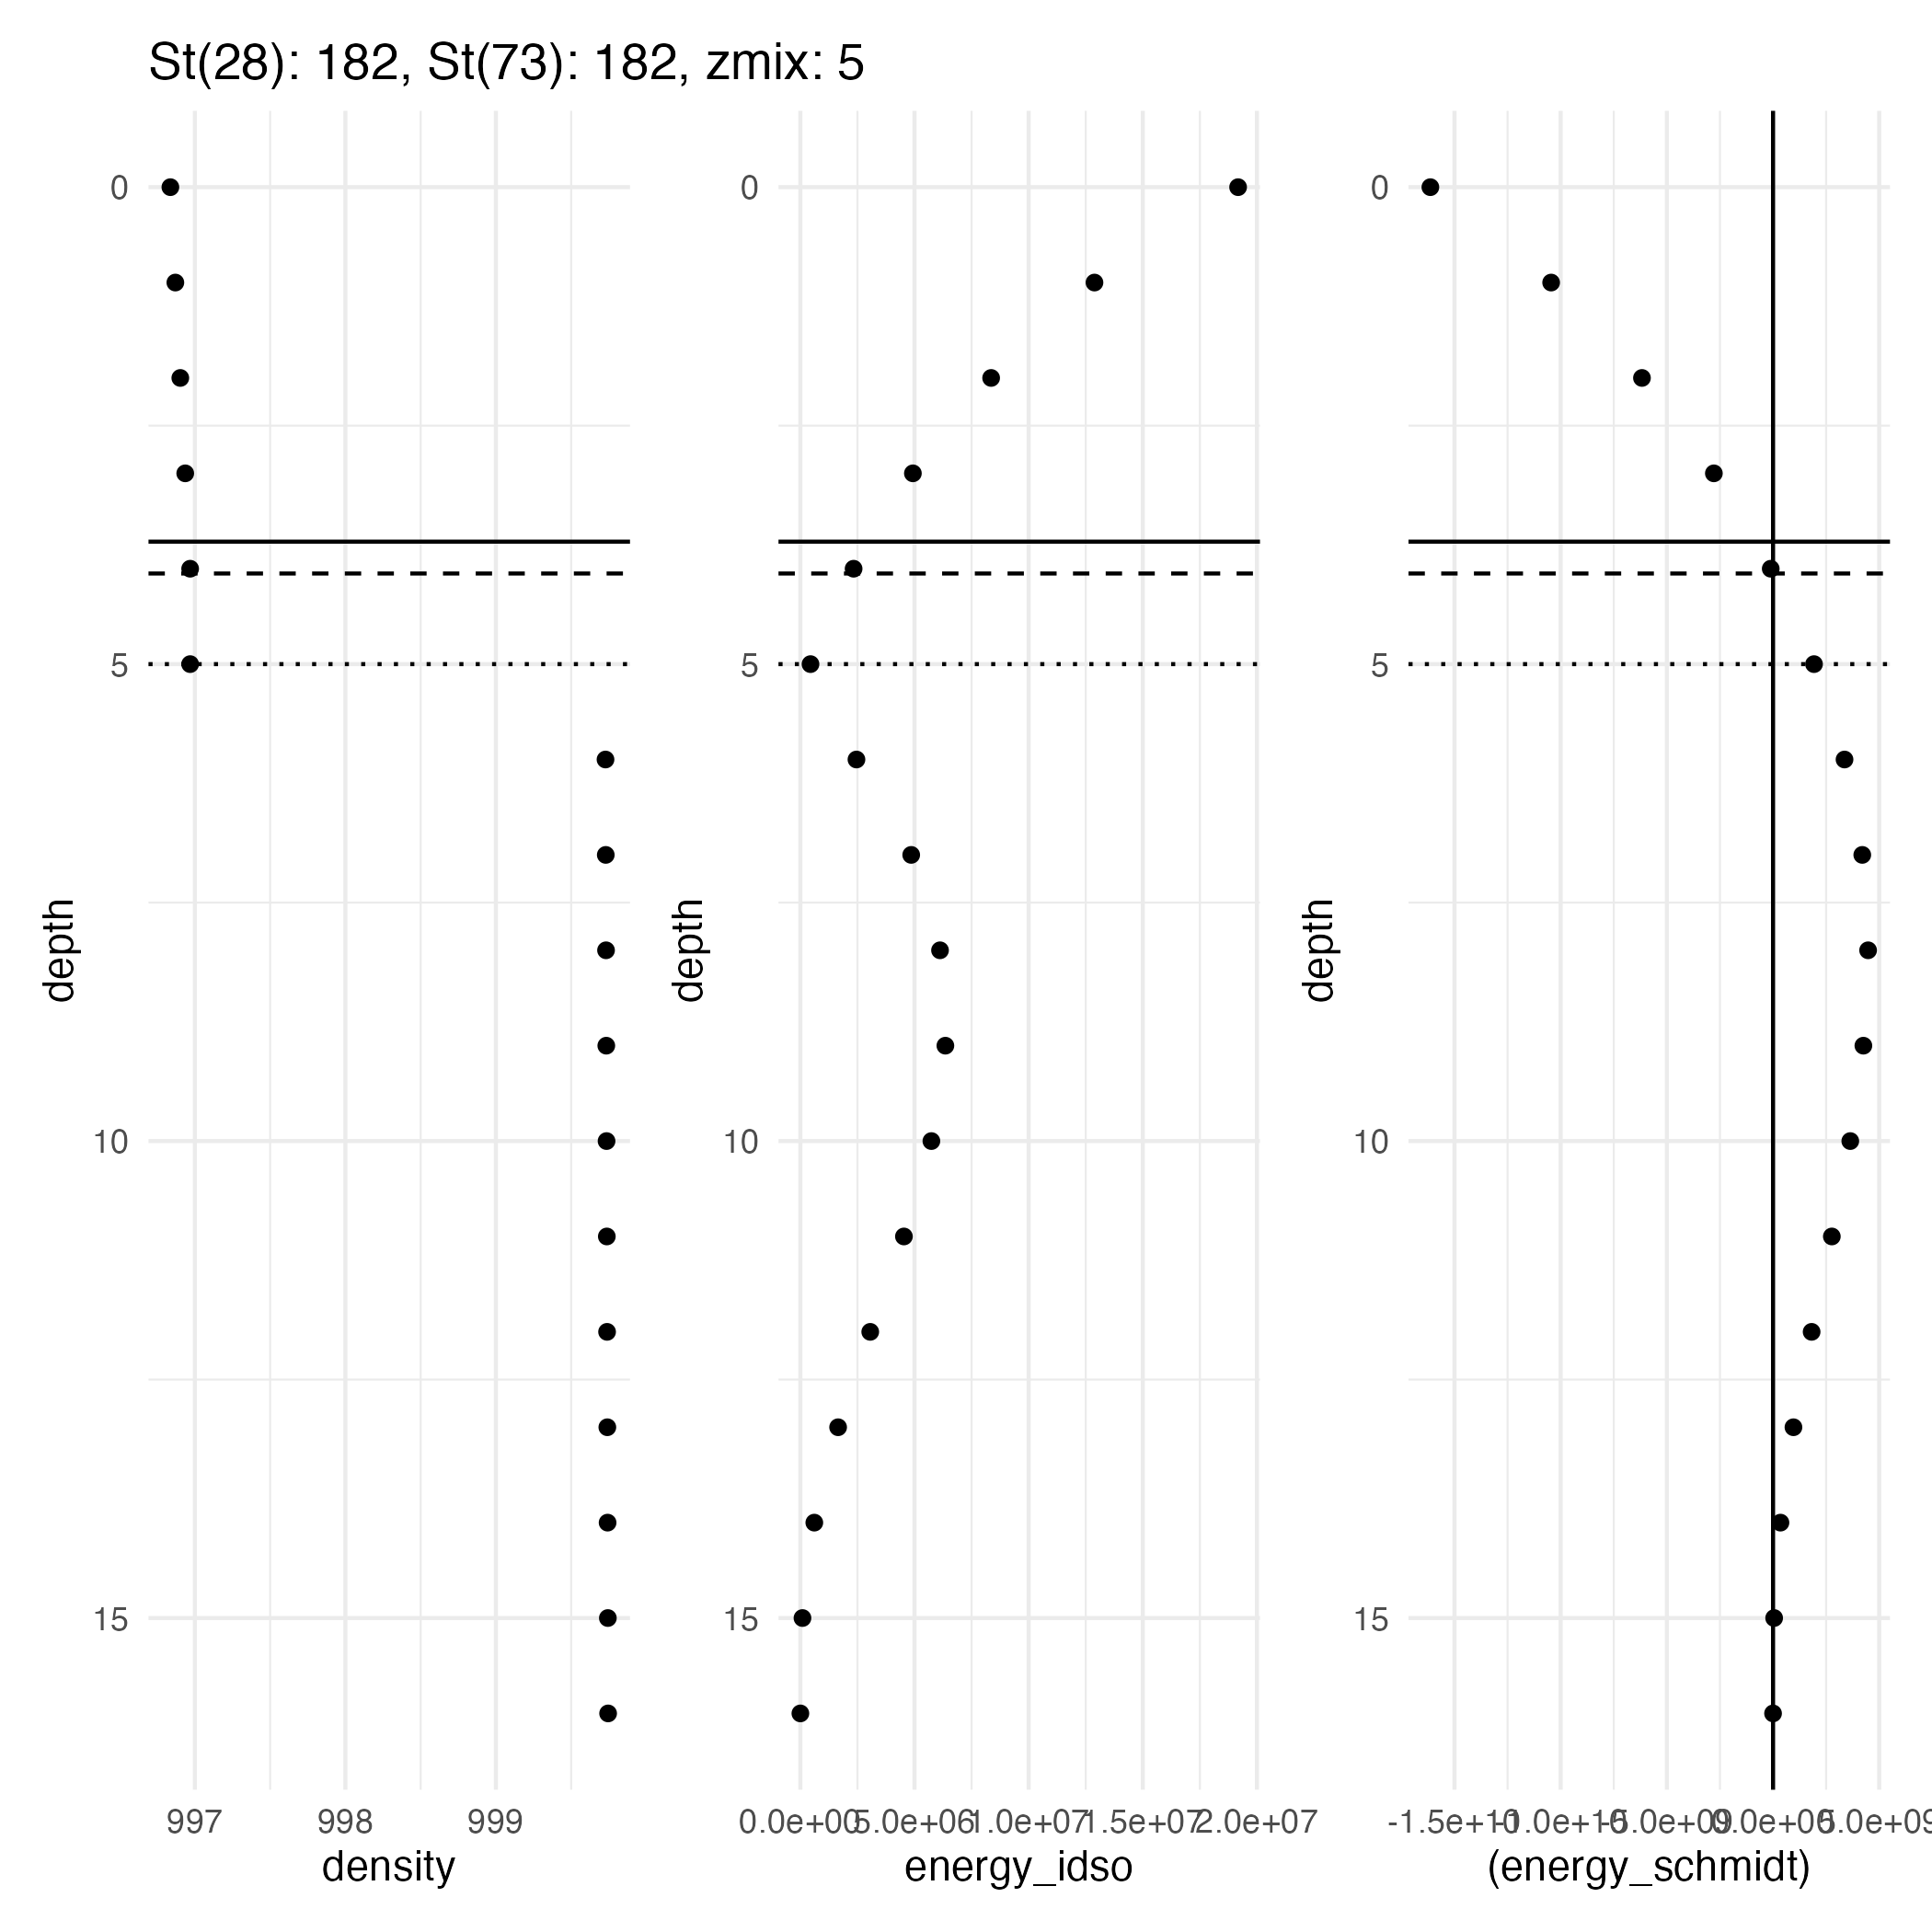 St(28): 182, St(73): 182, zmix: 5
0 0 0
5 5 5
depth depth depth
10 10 10
15 15 15
997 998 999 0.0e+00 5.0e+06 1.0e+07 1.5e+07 2.0e+07 -1.5e+10 -1.0e+10 -5.0e+09 0.0e+00 5.0e+09
density energy_idso (energy_schmidt)